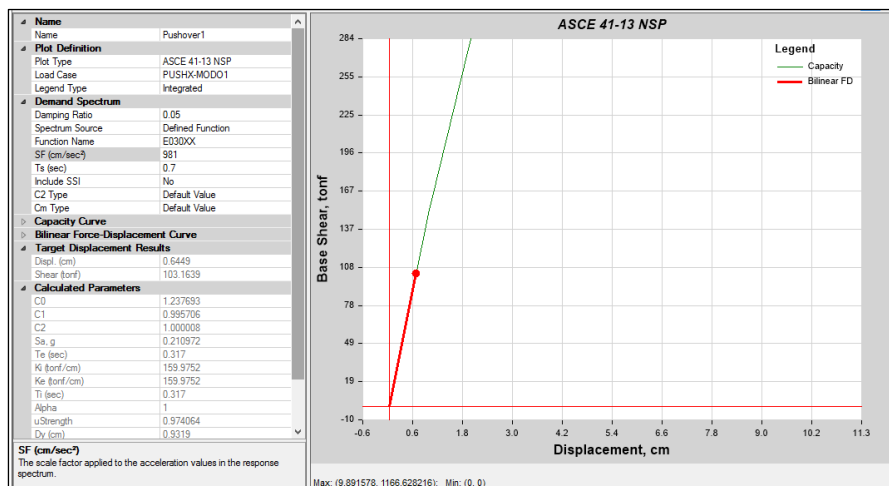 Name
Name Pushover1
Plot Definition
Plot Type ASCE 41-13 NSP
Load Case PUSHX-MODO1
Legend Type Integrated
Demand Spectrum
Damping Ratio 0.05
Spectrum Source Defined Function
Function Name E030XX
SF (cm/sec²) 981
Ts (sec) 0.7
Include SSI No
C2 Type Default Value
Cm Type Default Value
Capacity Curve
Bilinear Force-Displacement Curve
Target Displacement Results
Displ. (cm) 0.6449
Shear (tonf) 103.1639
Calculated Parameters
C0 1.237693
C1 0.995706
C2 1.000008
Sa, g 0.210972
Te (sec) 0.317
Ki (tonf/cm) 159.9752
Ke (tonf/cm) 159.9752
Ti (sec) 0.317
Alpha 1
uStrength 0.974064
Dy (cm) 0.9319
SF (cm/sec²)
The scale factor applied to the acceleration values in the response
spectrum.
ASCE 41-13 NSP
Legend
Capacity
Bilinear FD
Base Shear, tonf
284
255
225
196
167
137
108
78
49
19
-10
-0.6 0.6 1.8 3.0 4.2 5.4 6.6 7.8 9.0 10.2 11.3
Displacement, cm
Max: (9.891578, 1166.628216); Min: (0, 0)